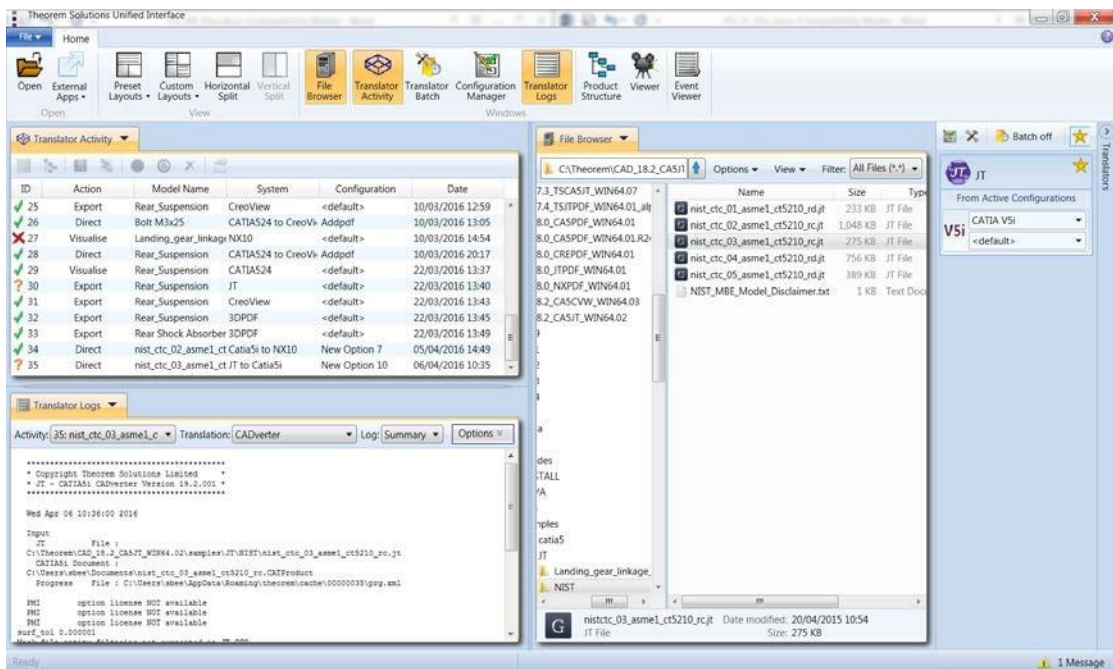 Theorem Solutions Unified Interface
File Home
Open External Apps Preset Layouts Custom Layouts Horizontal Split Vertical Split File Browser Translator Activity Translator Batch Configuration Manager Translator Logs Product Structure Viewer Event Viewer
Open View Windows
Translator Activity
ID Action Model Name System Configuration Date
25 Export Rear_Suspension CreoView <default> 10/03/2016 12:59
26 Direct Bolt M3x25 CATIA524 to CreoVi Addpdf 10/03/2016 13:05
27 Visualise Landing_gear_linkage NX10 <default> 10/03/2016 14:54
28 Direct Rear_Suspension CATIA524 to CreoVi Addpdf 10/03/2016 20:17
29 Visualise Rear_Suspension CATIA524 <default> 22/03/2016 13:37
30 Export Rear_Suspension JT <default> 22/03/2016 13:40
31 Export Rear_Suspension CreoView <default> 22/03/2016 13:43
32 Export Rear_Suspension 3DPDF <default> 22/03/2016 13:45
33 Export Rear Shock Absorber 3DPDF <default> 22/03/2016 13:49
34 Direct nist_ctc_02_asme1_ct Catia5i to NX10 New Option 7 05/04/2016 14:49
35 Direct nist_ctc_03_asme1_ct JT to Catia5i New Option 10 06/04/2016 10:35
Translator Logs
Activity: 35: nist_ctc_03_asme1_c Translation: CADverter Log: Summary Options
*******************************************
* Copyright Theorem Solutions Limited *
* JT - CATIA5i CADverter Version 19.2.001 *
*******************************************
Wed Apr 06 10:36:00 2016
Input
JT File :
C:\Theorem\CAD_18.2_CA5JT_WIN64.02\samples\JT\NIST\nist_ctc_03_asme1_ct5210_rc.jt
CATIA5i Document :
C:\Users\sbee\Documents\nist_ctc_03_asme1_ct5210_rc.CATProduct
Progress File : C:\Users\sbee\AppData\Roaming\theorem\cache\00000035\prg.xml
PMI option license NOT available
PMI option license NOT available
PMI option license NOT available
surf_tol 0.000001
File Browser
C:\Theorem\CAD_18.2_CA5JT Options View Filter: All Files (*.*)
7.3_TSCA5JT_WIN64.07
7.4_TSJTPDF_WIN64.01_alp
8.0_CA5PDF_WIN64.01
8.0_CA5PDF_WIN64.01.R2
8.0_CREPDF_WIN64.01
8.0_JTPDF_WIN64.01
8.0_NXPDF_WIN64.01
8.2_CA5CVW_WIN64.03
8.2_CA5JT_WIN64.02
a
des
STALL
VA
nples
catia5
JT
Landing_gear_linkage_
NIST
Name Size Type
nist_ctc_01_asme1_ct5210_rd.jt 233 KB JT File
nist_ctc_02_asme1_ct5210_rc.jt 1,048 KB JT File
nist_ctc_03_asme1_ct5210_rc.jt 275 KB JT File
nist_ctc_04_asme1_ct5210_rd.jt 756 KB JT File
nist_ctc_05_asme1_ct5210_rd.jt 389 KB JT File
NIST_MBE_Model_Disclaimer.txt 1 KB Text Docu
G nistctc_03_asme1_ct5210_rc.jt Date modified: 20/04/2015 10:54
JT File Size: 275 KB
Batch off
Translators
JT JT
From Active Configurations
V5i CATIA V5i
<default>
Ready
1 Message